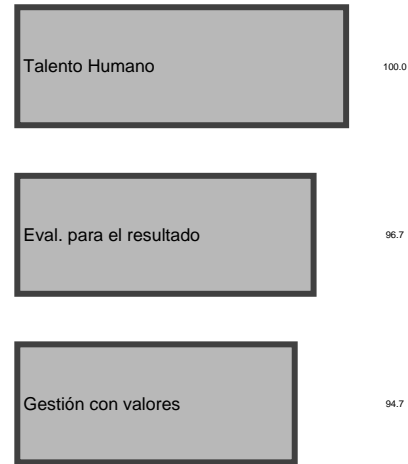 Talento Humano 100.0
Eval. para el resultado 96.7
Gestión con valores 94.7